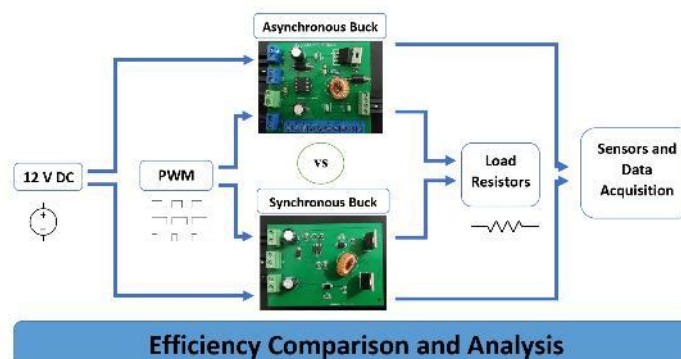 Asynchronous Buck
12 V DC
PWM
vs
Load
Resistors
Sensors and
Data
Acquisition
Synchronous Buck
Efficiency Comparison and Analysis